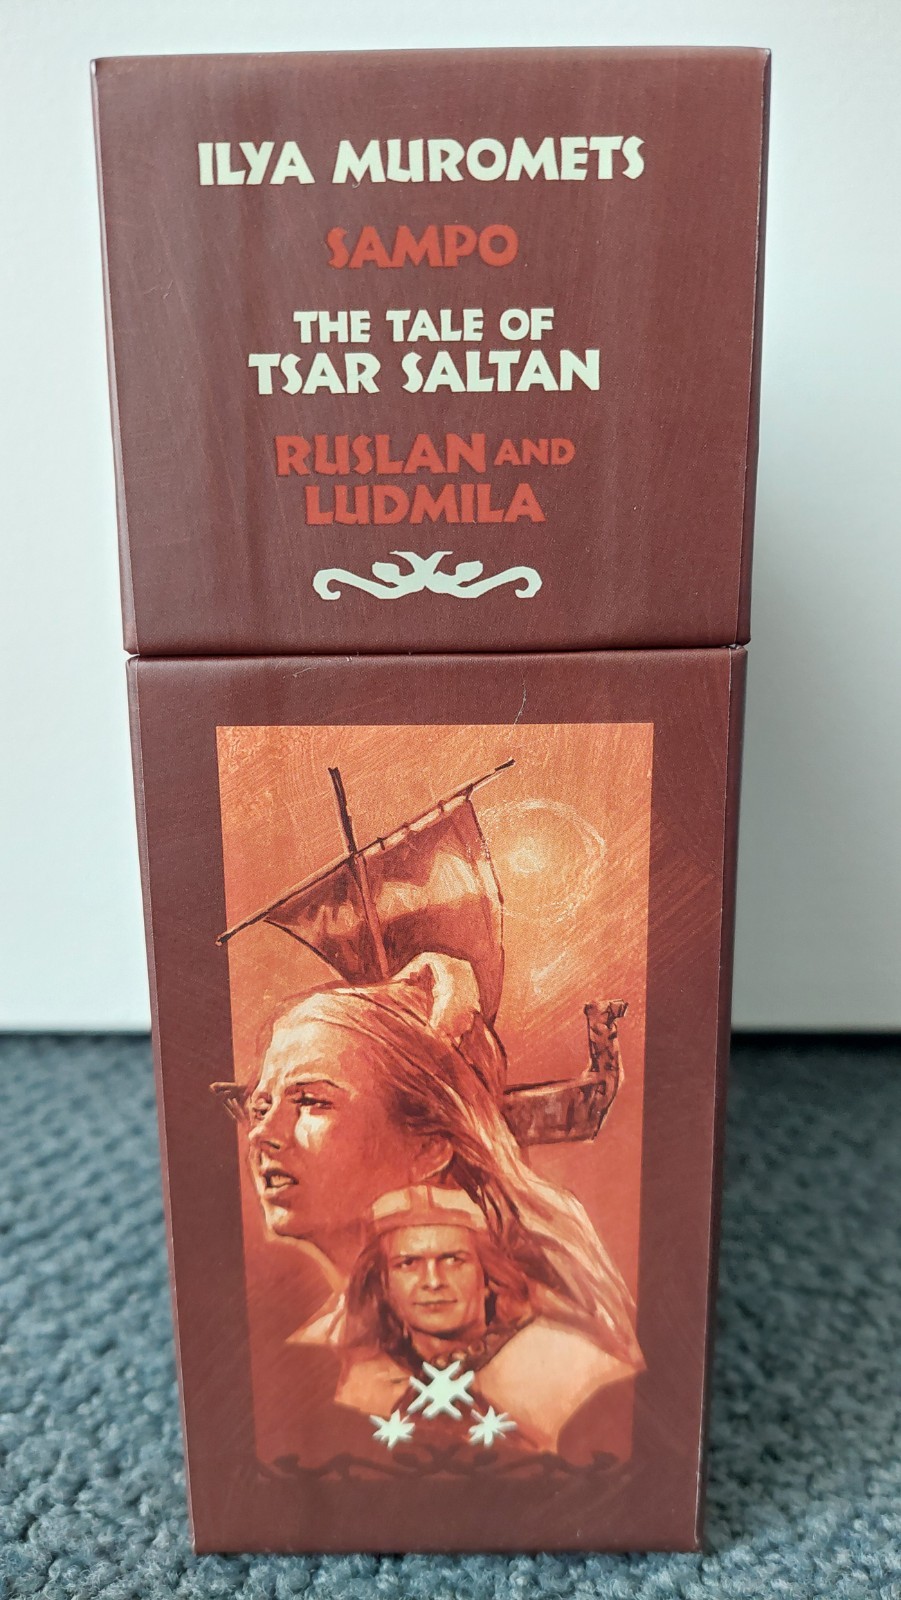 ILYA MUROMETS
SAMPO
THE TALE OF
TSAR SALTAN
RUSLAN AND
LUDMILA